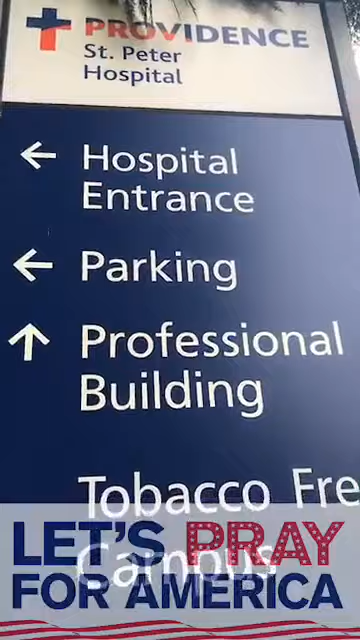 PROVIDENCE
St. Peter
Hospital
← Hospital
Entrance
← Parking
↑ Professional
Building
Tobacco Fre
Campus
LET'S PRAY
FOR AMERICA